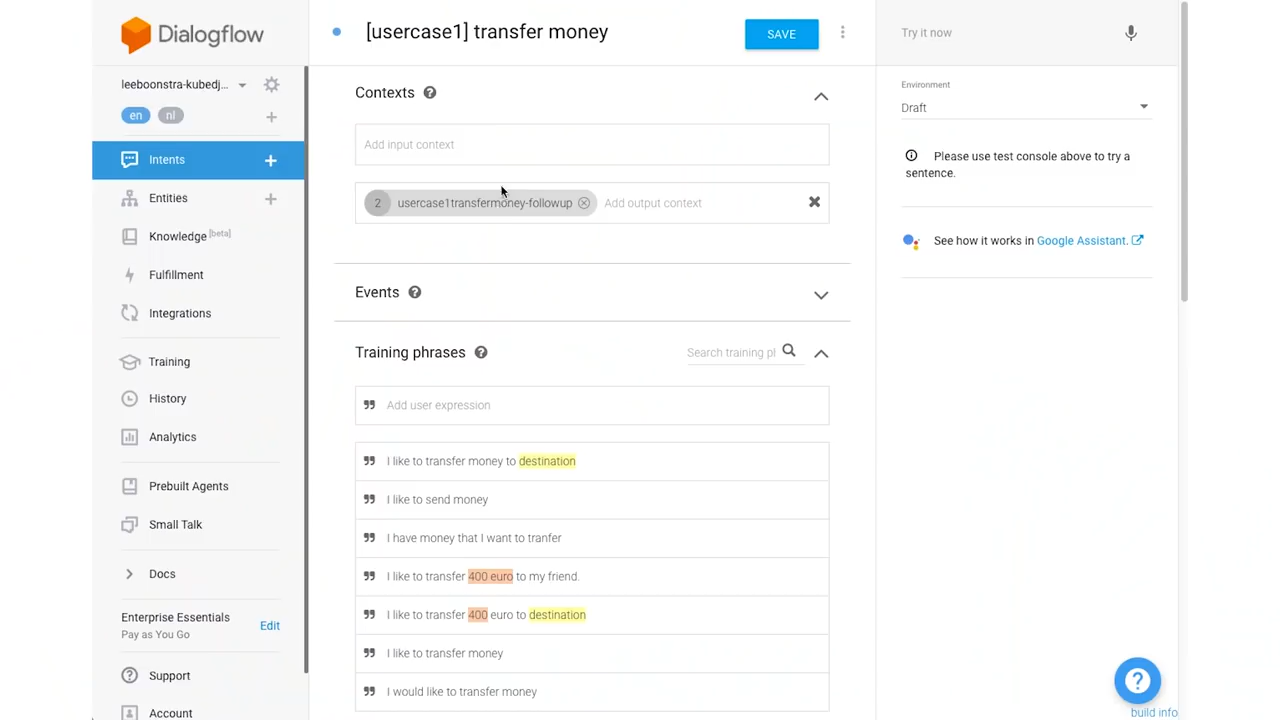 Dialogflow
leeboonstra-kubedj...
en nl
Intents
Entities
Knowledge [beta]
Fulfillment
Integrations
Training
History
Analytics
Prebuilt Agents
Small Talk
Docs
Enterprise Essentials
Pay as You Go
Edit
Support
Account
[usercase1] transfer money
SAVE
Contexts
Add input context
2 usercase1transfermoney-followup Add output context
Events
Training phrases
Search training pl
Add user expression
I like to transfer money to destination
I like to send money
I have money that I want to tranfer
I like to transfer 400 euro to my friend.
I like to transfer 400 euro to destination
I like to transfer money
I would like to transfer money
Try it now
Environment
Draft
Please use test console above to try a
sentence.
See how it works in Google Assistant.
build info